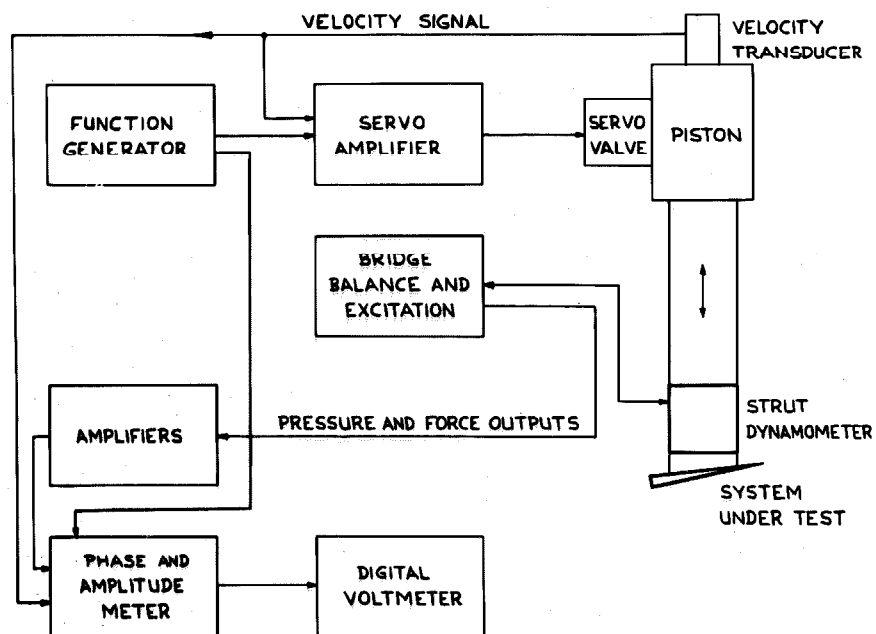 VELOCITY SIGNAL
VELOCITY
TRANSDUCER
FUNCTION
GENERATOR
SERVO
AMPLIFIER
SERVO
VALVE
PISTON
BRIDGE
BALANCE AND
EXCITATION
AMPLIFIERS
PRESSURE AND FORCE OUTPUTS
STRUT
DYNAMOMETER
SYSTEM
UNDER TEST
PHASE AND
AMPLITUDE
METER
DIGITAL
VOLTMETER